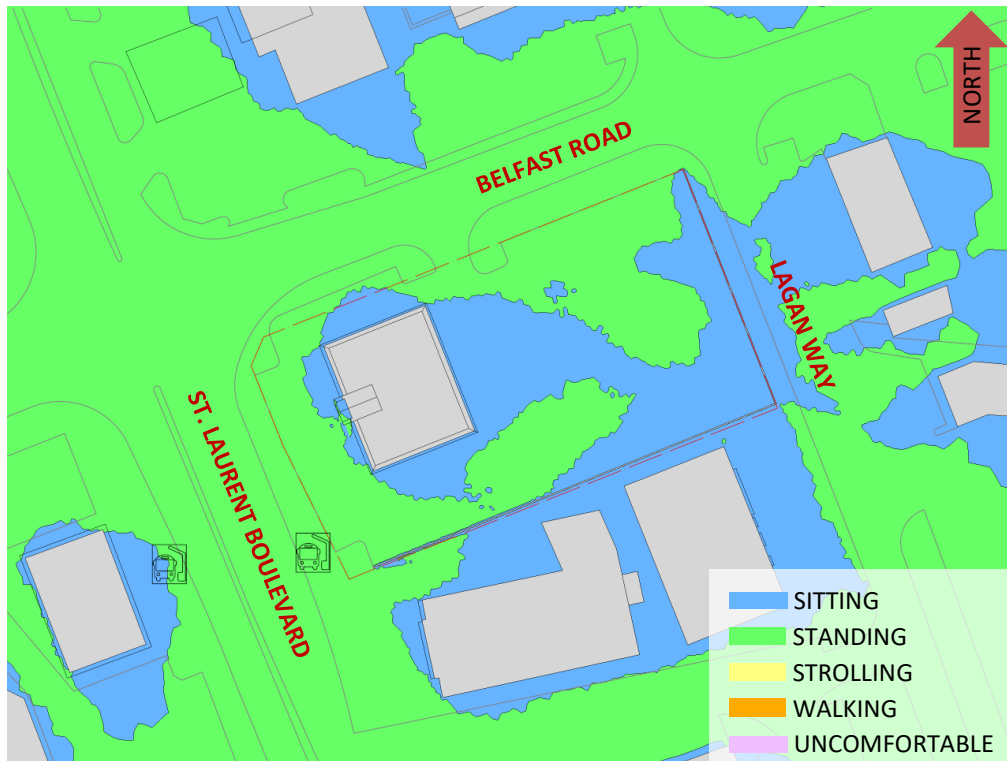 NORTH
BELFAST ROAD
LAGAN WAY
ST. LAURENT BOULEVARD
SITTING
STANDING
STROLLING
WALKING
UNCOMFORTABLE